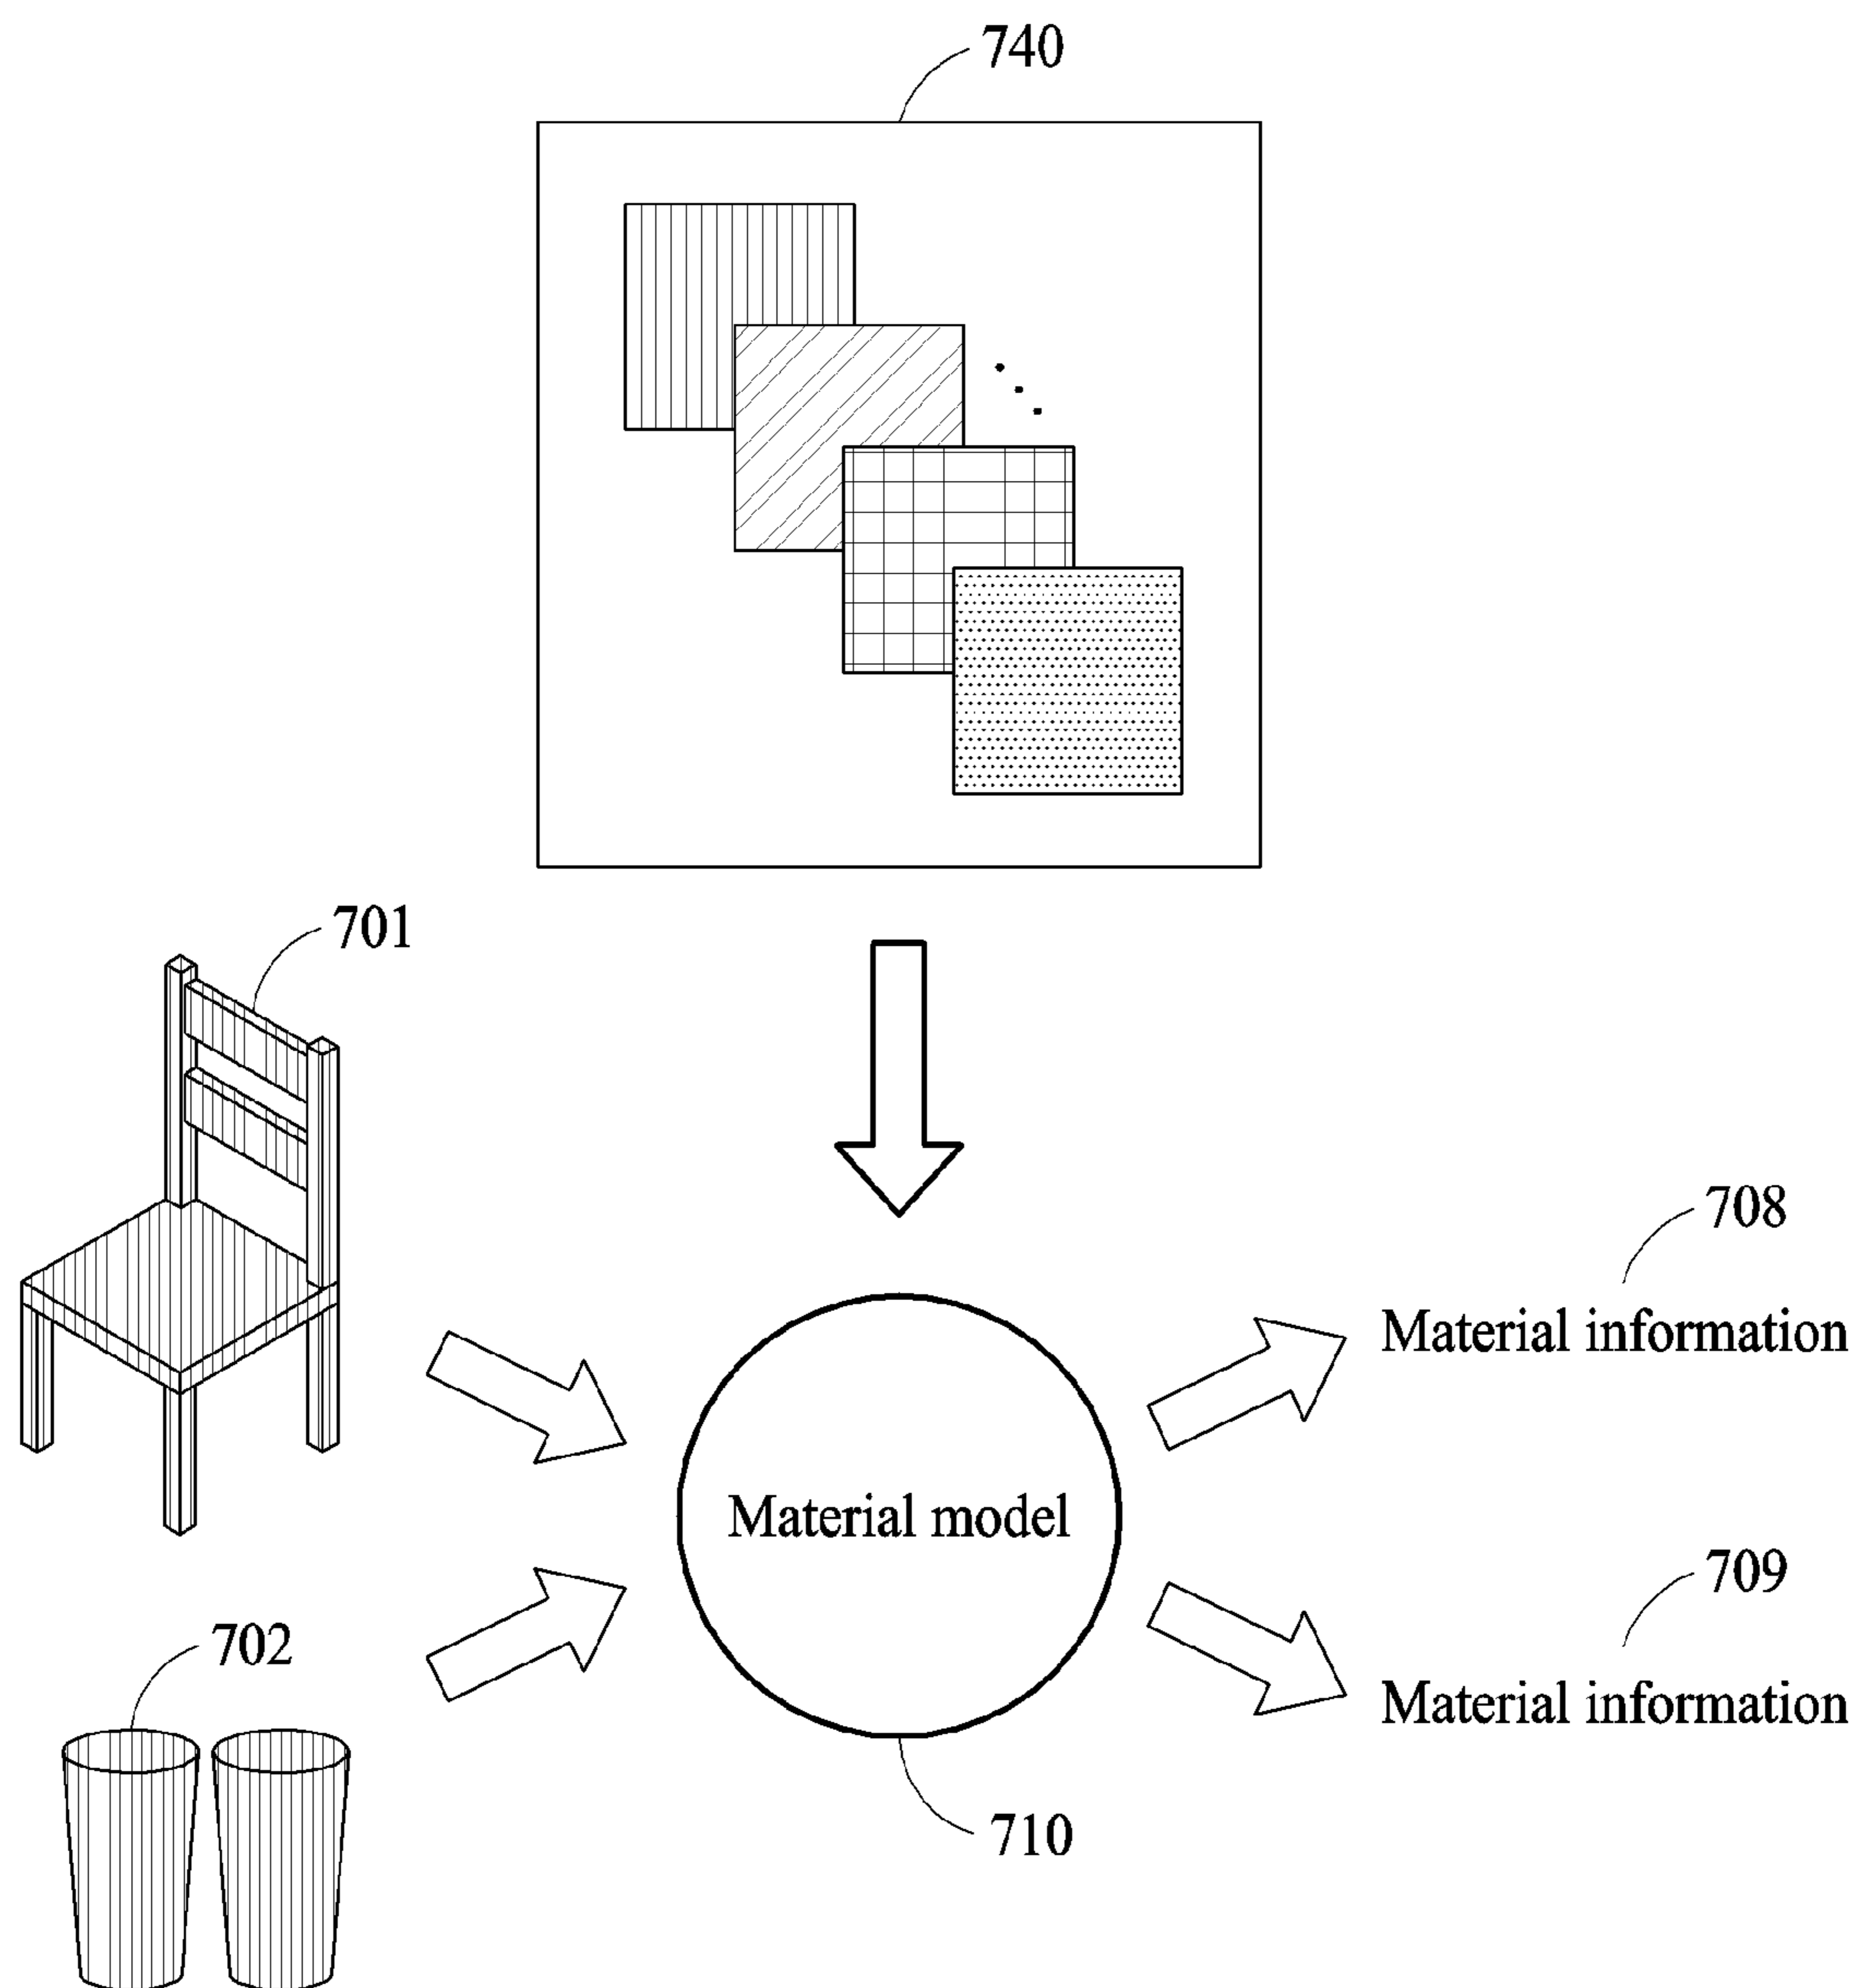 740
701
708
Material information
Material model
709
702
Material information
710